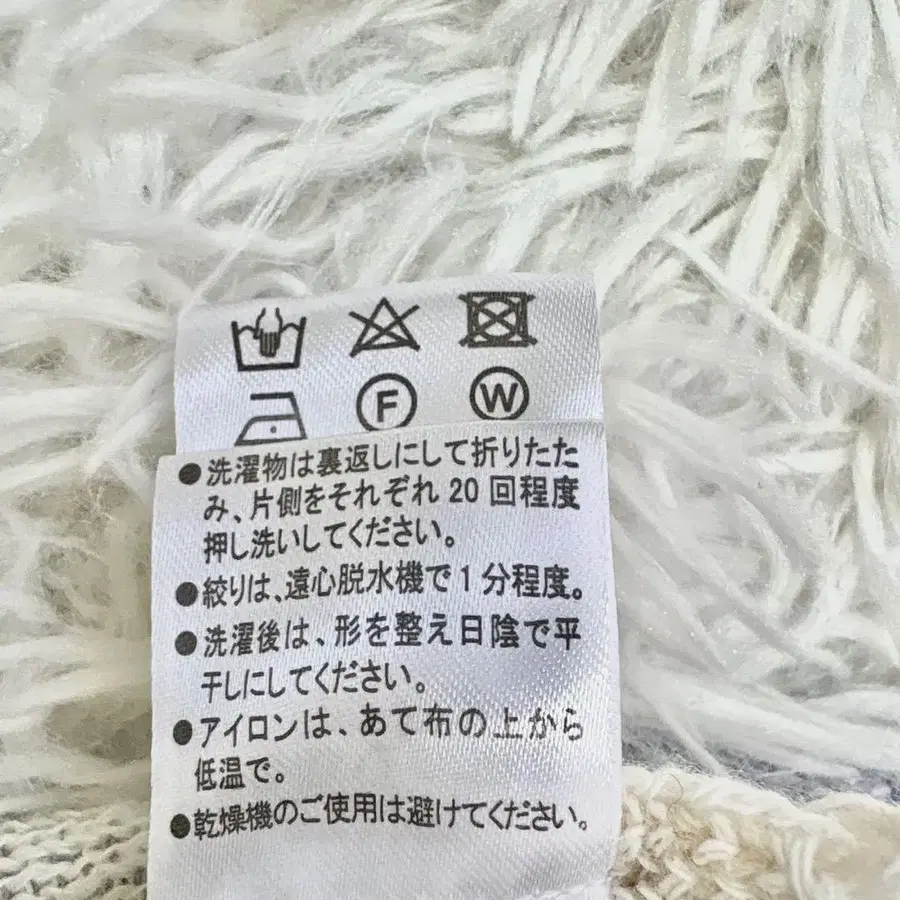 F W
●洗濯物は裏返しにして折りたた
み、片側をそれぞれ 20 回程度
押し洗いしてください。
●絞りは、遠心脱水機で 1 分程度。
●洗濯後は、形を整え日陰で平
干しにしてください。
●アイロンは、あて布の上から
低温で。
●乾燥機のご使用は避けてください。